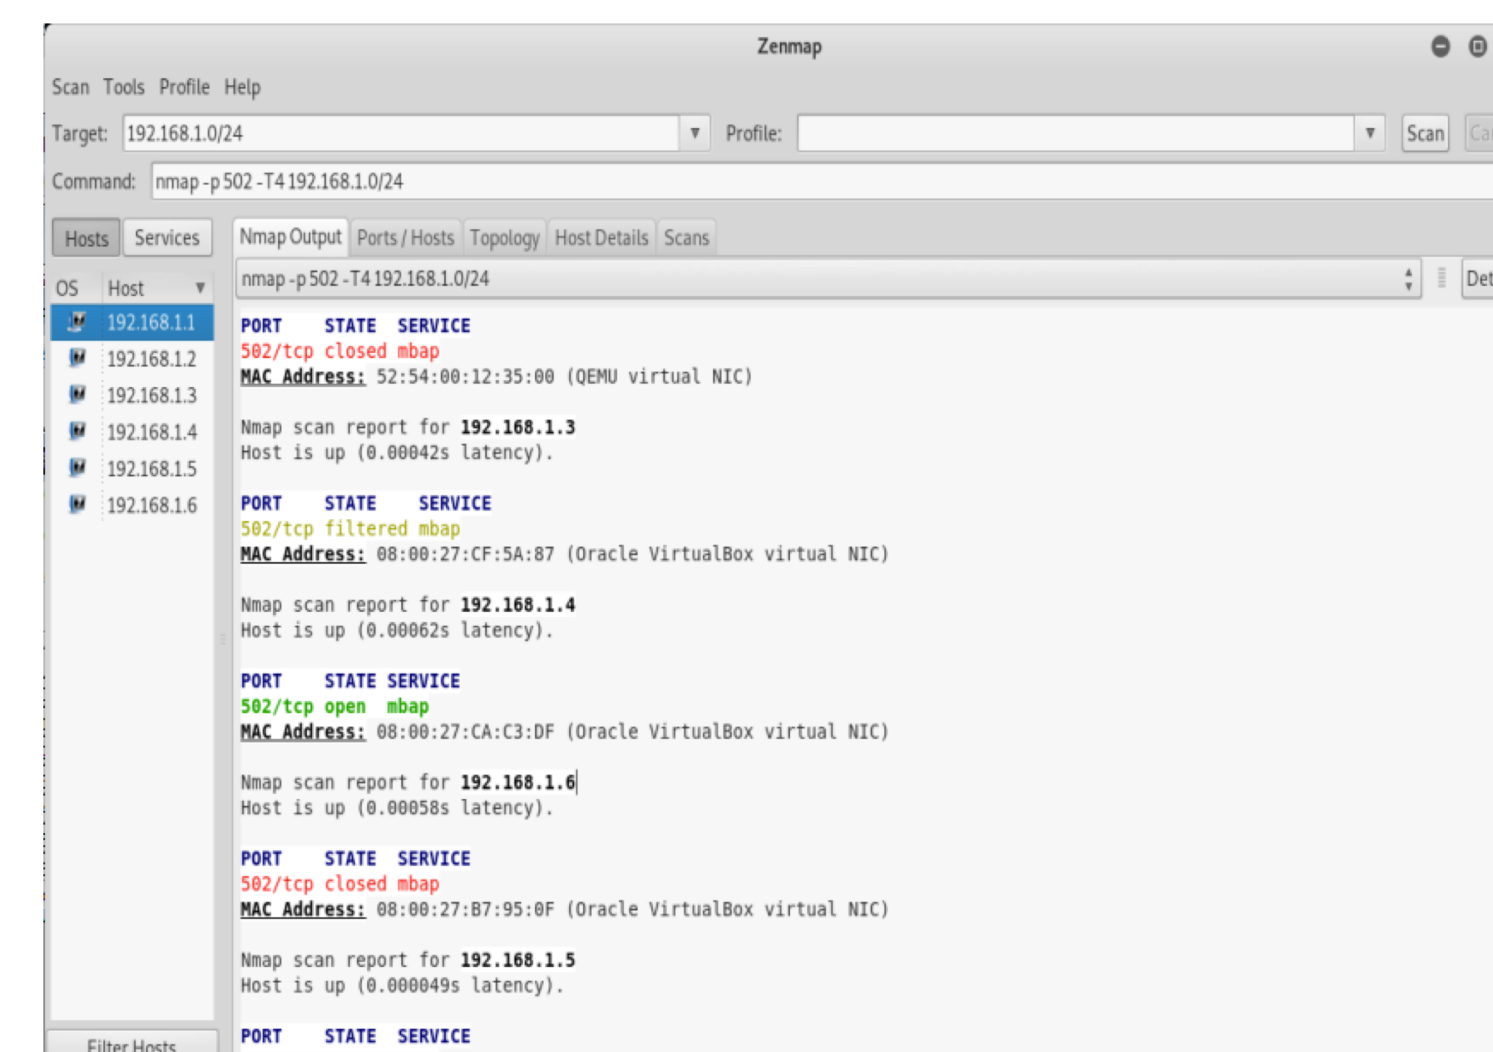 Zenmap
Scan Tools Profile Help
Target: 192.168.1.0/24 Profile: Scan Ca
Command: nmap -p 502 -T4 192.168.1.0/24
Hosts Services
Nmap Output Ports / Hosts Topology Host Details Scans
nmap -p 502 -T4 192.168.1.0/24 Det
OS Host
192.168.1.1
192.168.1.2
192.168.1.3
192.168.1.4
192.168.1.5
192.168.1.6
Filter Hosts
PORT STATE SERVICE
502/tcp closed mbap
MAC Address: 52:54:00:12:35:00 (QEMU virtual NIC)
Nmap scan report for 192.168.1.3
Host is up (0.00042s latency).
PORT STATE SERVICE
502/tcp filtered mbap
MAC Address: 08:00:27:CF:5A:87 (Oracle VirtualBox virtual NIC)
Nmap scan report for 192.168.1.4
Host is up (0.00062s latency).
PORT STATE SERVICE
502/tcp open mbap
MAC Address: 08:00:27:CA:C3:DF (Oracle VirtualBox virtual NIC)
Nmap scan report for 192.168.1.6
Host is up (0.00058s latency).
PORT STATE SERVICE
502/tcp closed mbap
MAC Address: 08:00:27:B7:95:0F (Oracle VirtualBox virtual NIC)
Nmap scan report for 192.168.1.5
Host is up (0.000049s latency).
PORT STATE SERVICE